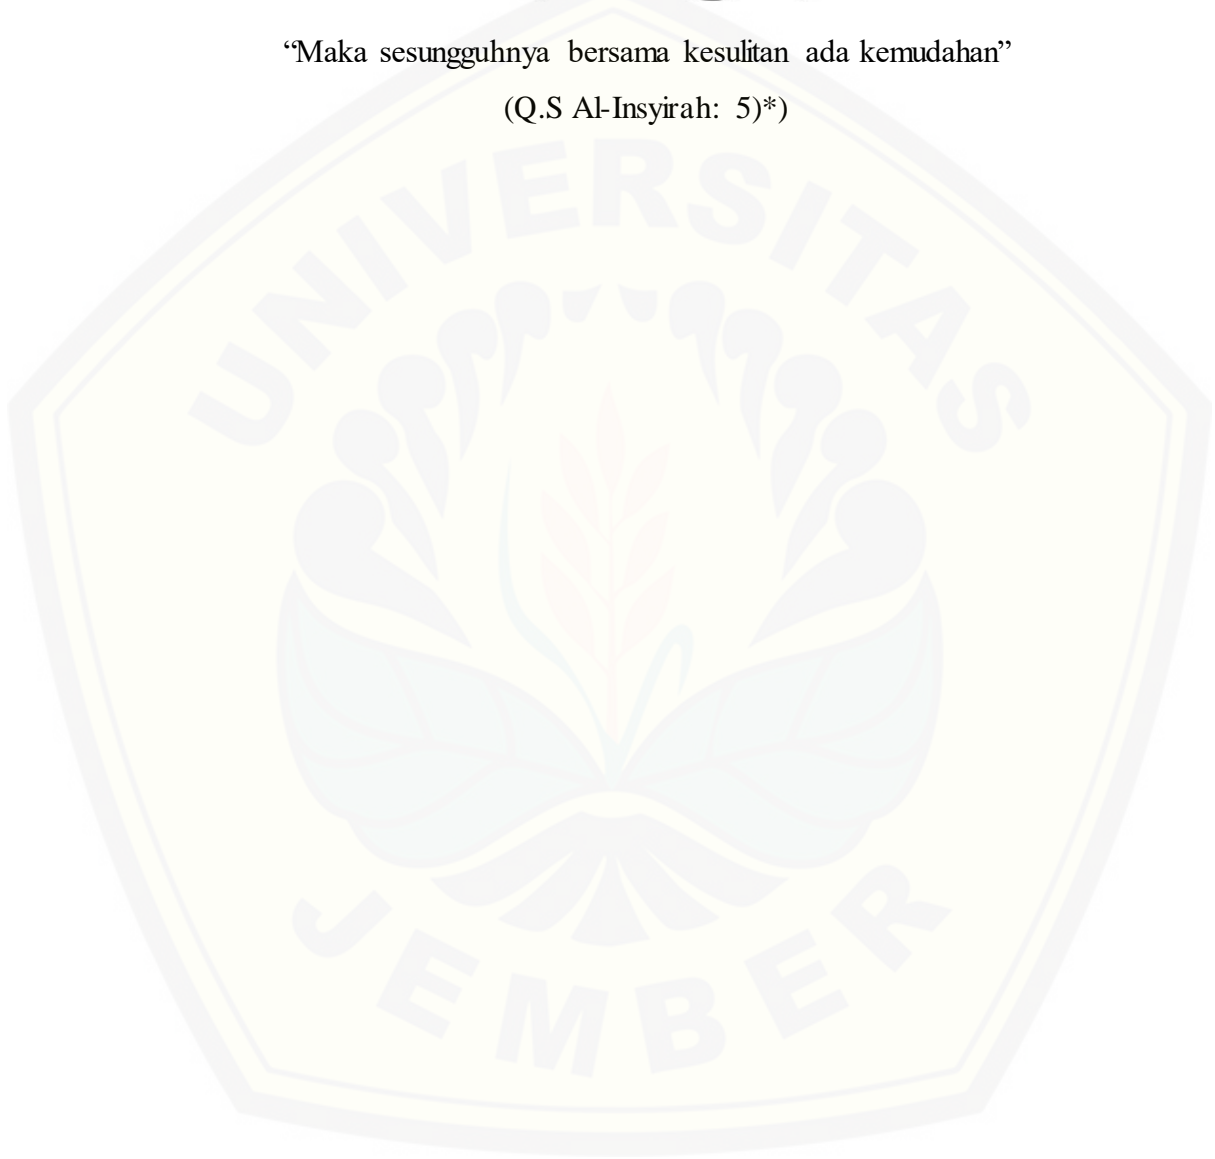 “Maka sesungguhnya bersama kesulitan ada kemudahan”
(Q.S Al-Insyirah: 5)*)
UNIVERSITAS
JEMBER